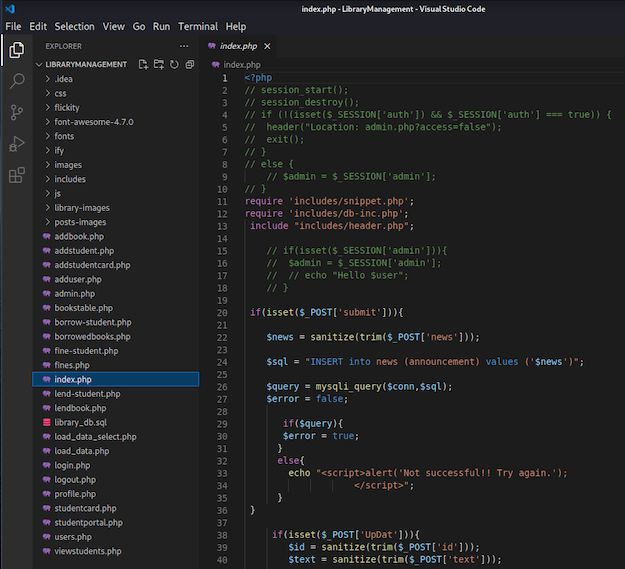 index.php - LibraryManagement - Visual Studio Code
File Edit Selection View Go Run Terminal Help
EXPLORER
LIBRARYMANAGEMENT
.idea
css
flickity
font-awesome-4.7.0
fonts
ify
images
includes
js
library-images
posts-images
addbook.php
addstudent.php
addstudentcard.php
adduser.php
admin.php
bookstable.php
borrow-student.php
borrowedbooks.php
fine-student.php
fines.php
index.php
lend-student.php
lendbook.php
library_db.sql
load_data_select.php
load_data.php
login.php
logout.php
profile.php
studentcard.php
studentportal.php
users.php
viewstudents.php
index.php
index.php
1 <?php
2 // session_start();
3 // session_destroy();
4 // if (!(isset($_SESSION['auth']) && $_SESSION['auth'] === true)) {
5 //  header("Location: admin.php?access=false");
6 //  exit();
7 // }
8 // else {
9 // $admin = $_SESSION['admin'];
10 // }
11 require 'includes/snippet.php';
12 require 'includes/db-inc.php';
13 include "includes/header.php";
14
15 // if(isset($_SESSION['admin'])){
16 //  $admin = $_SESSION['admin'];
17 //  // echo "Hello $user";
18 // }
19
20 if(isset($_POST['submit'])){
21
22 $news = sanitize(trim($_POST['news']));
23
24 $sql = "INSERT into news (announcement) values ('$news')";
25
26 $query = mysqli_query($conn,$sql);
27 $error = false;
28
29 if($query){
30 $error = true;
31 }
32 else{
33 echo "<script>alert('Not successful!! Try again.');
34 </script>";
35 }
36 }
37
38 if(isset($_POST['UpDat'])){
39 $id = sanitize(trim($_POST['id']));
40 $text = sanitize(trim($_POST['text']));